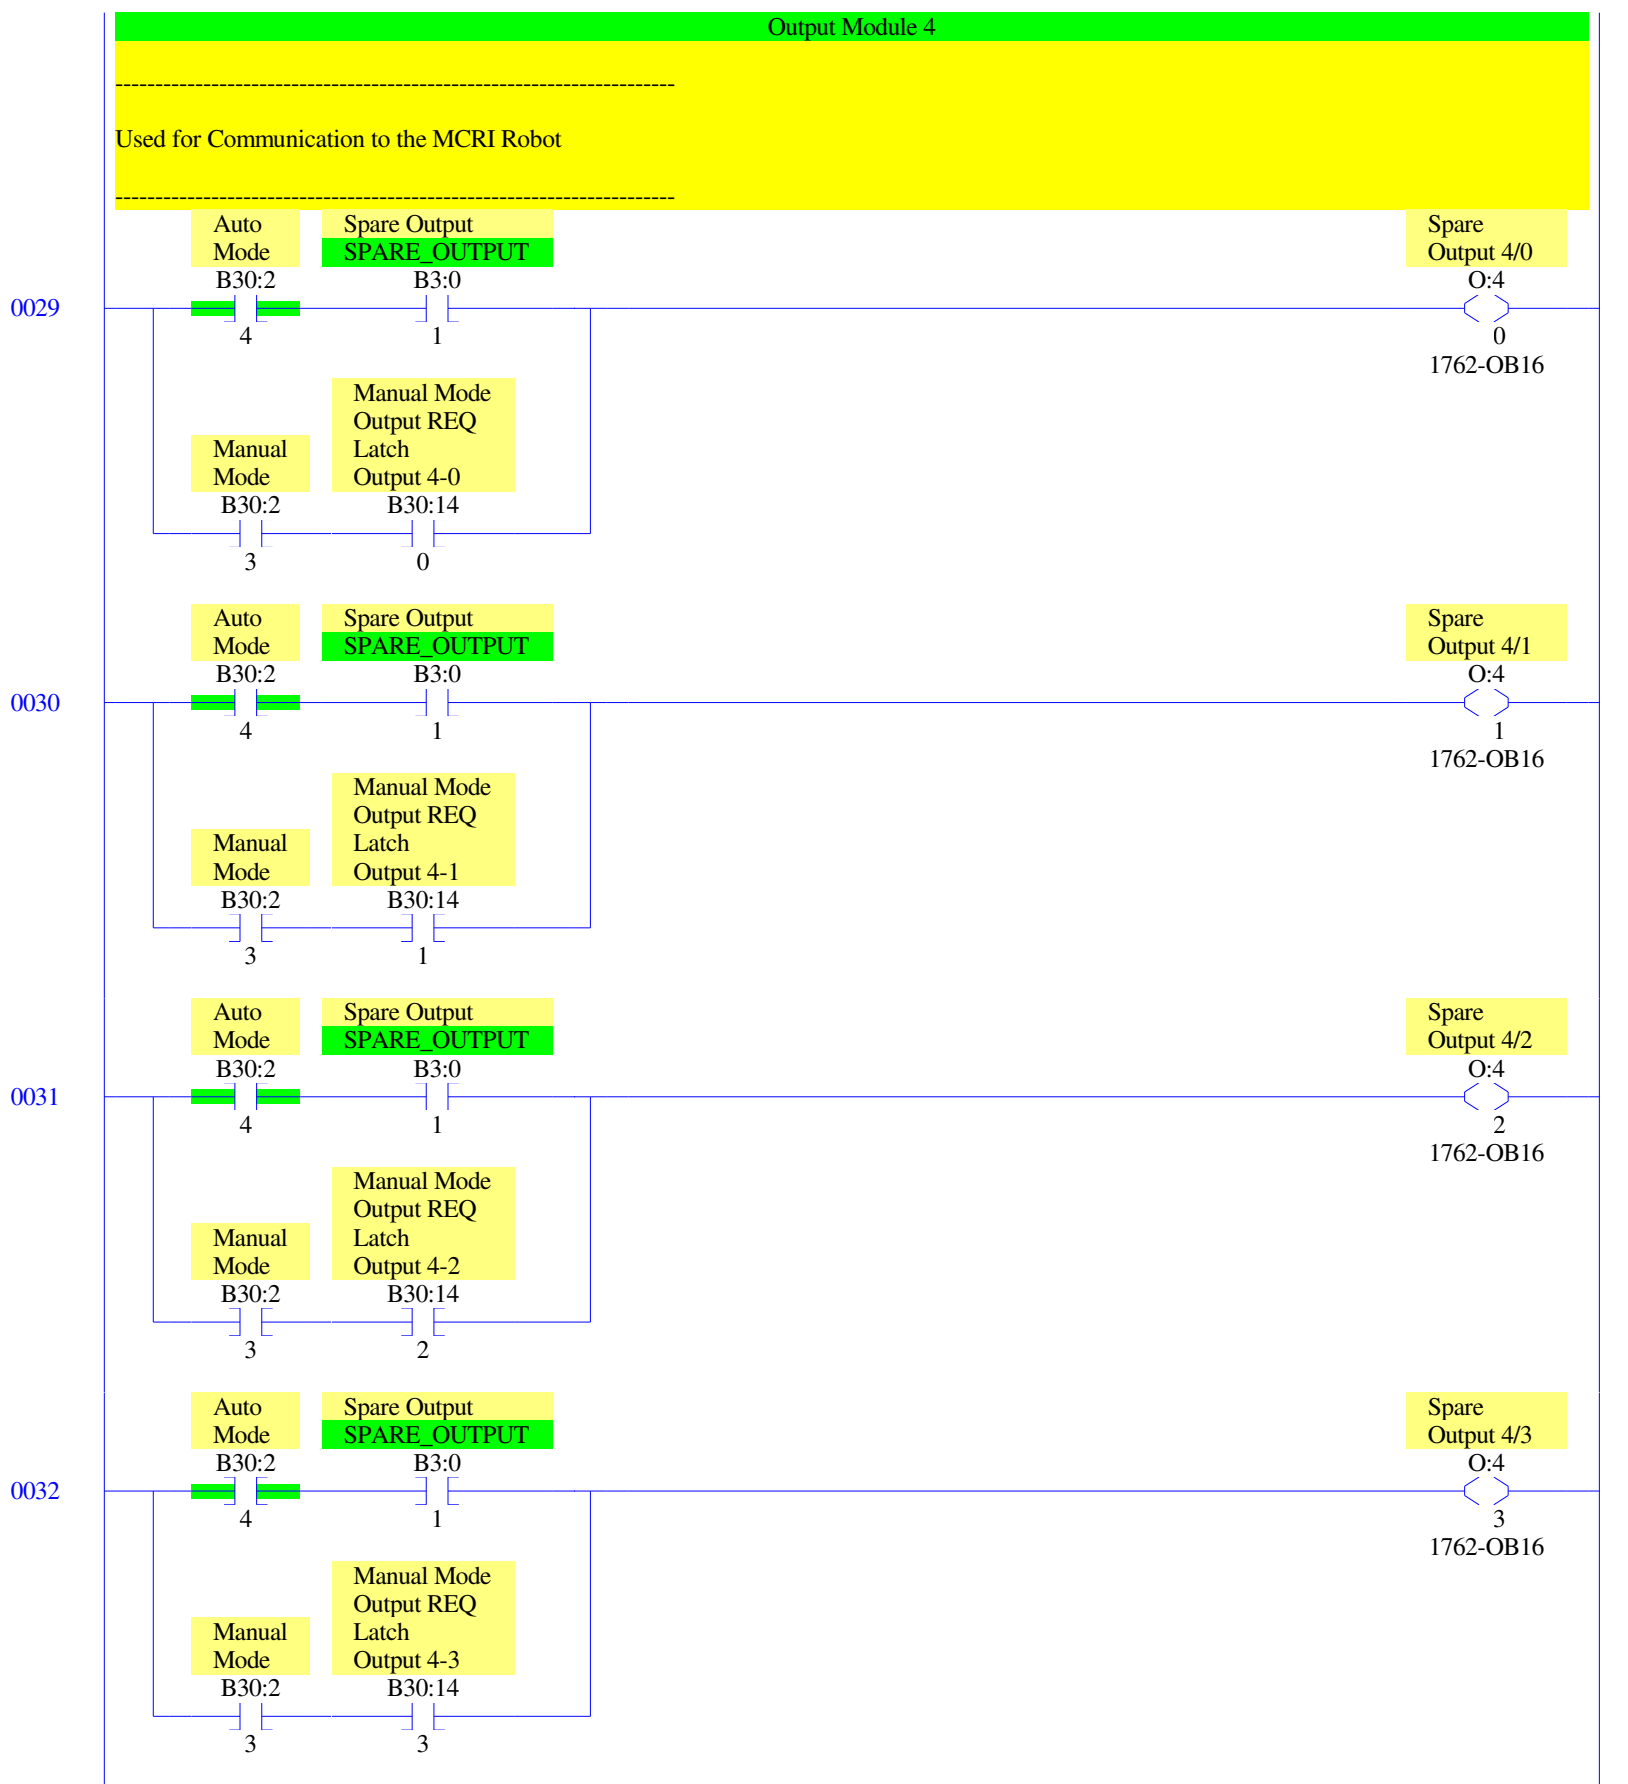 Output Module 4
----------------------------------------------------------------------
Used for Communication to the MCRI Robot
----------------------------------------------------------------------
Auto
Mode
B30:2
4
Spare Output
SPARE_OUTPUT
B3:0
1
Spare
Output 4/0
O:4
0
1762-OB16
0029
Manual
Mode
B30:2
3
Manual Mode
Output REQ
Latch
Output 4-0
B30:14
0
Auto
Mode
B30:2
4
Spare Output
SPARE_OUTPUT
B3:0
1
Spare
Output 4/1
O:4
1
1762-OB16
0030
Manual
Mode
B30:2
3
Manual Mode
Output REQ
Latch
Output 4-1
B30:14
1
Auto
Mode
B30:2
4
Spare Output
SPARE_OUTPUT
B3:0
1
Spare
Output 4/2
O:4
2
1762-OB16
0031
Manual
Mode
B30:2
3
Manual Mode
Output REQ
Latch
Output 4-2
B30:14
2
Auto
Mode
B30:2
4
Spare Output
SPARE_OUTPUT
B3:0
1
Spare
Output 4/3
O:4
3
1762-OB16
0032
Manual
Mode
B30:2
3
Manual Mode
Output REQ
Latch
Output 4-3
B30:14
3